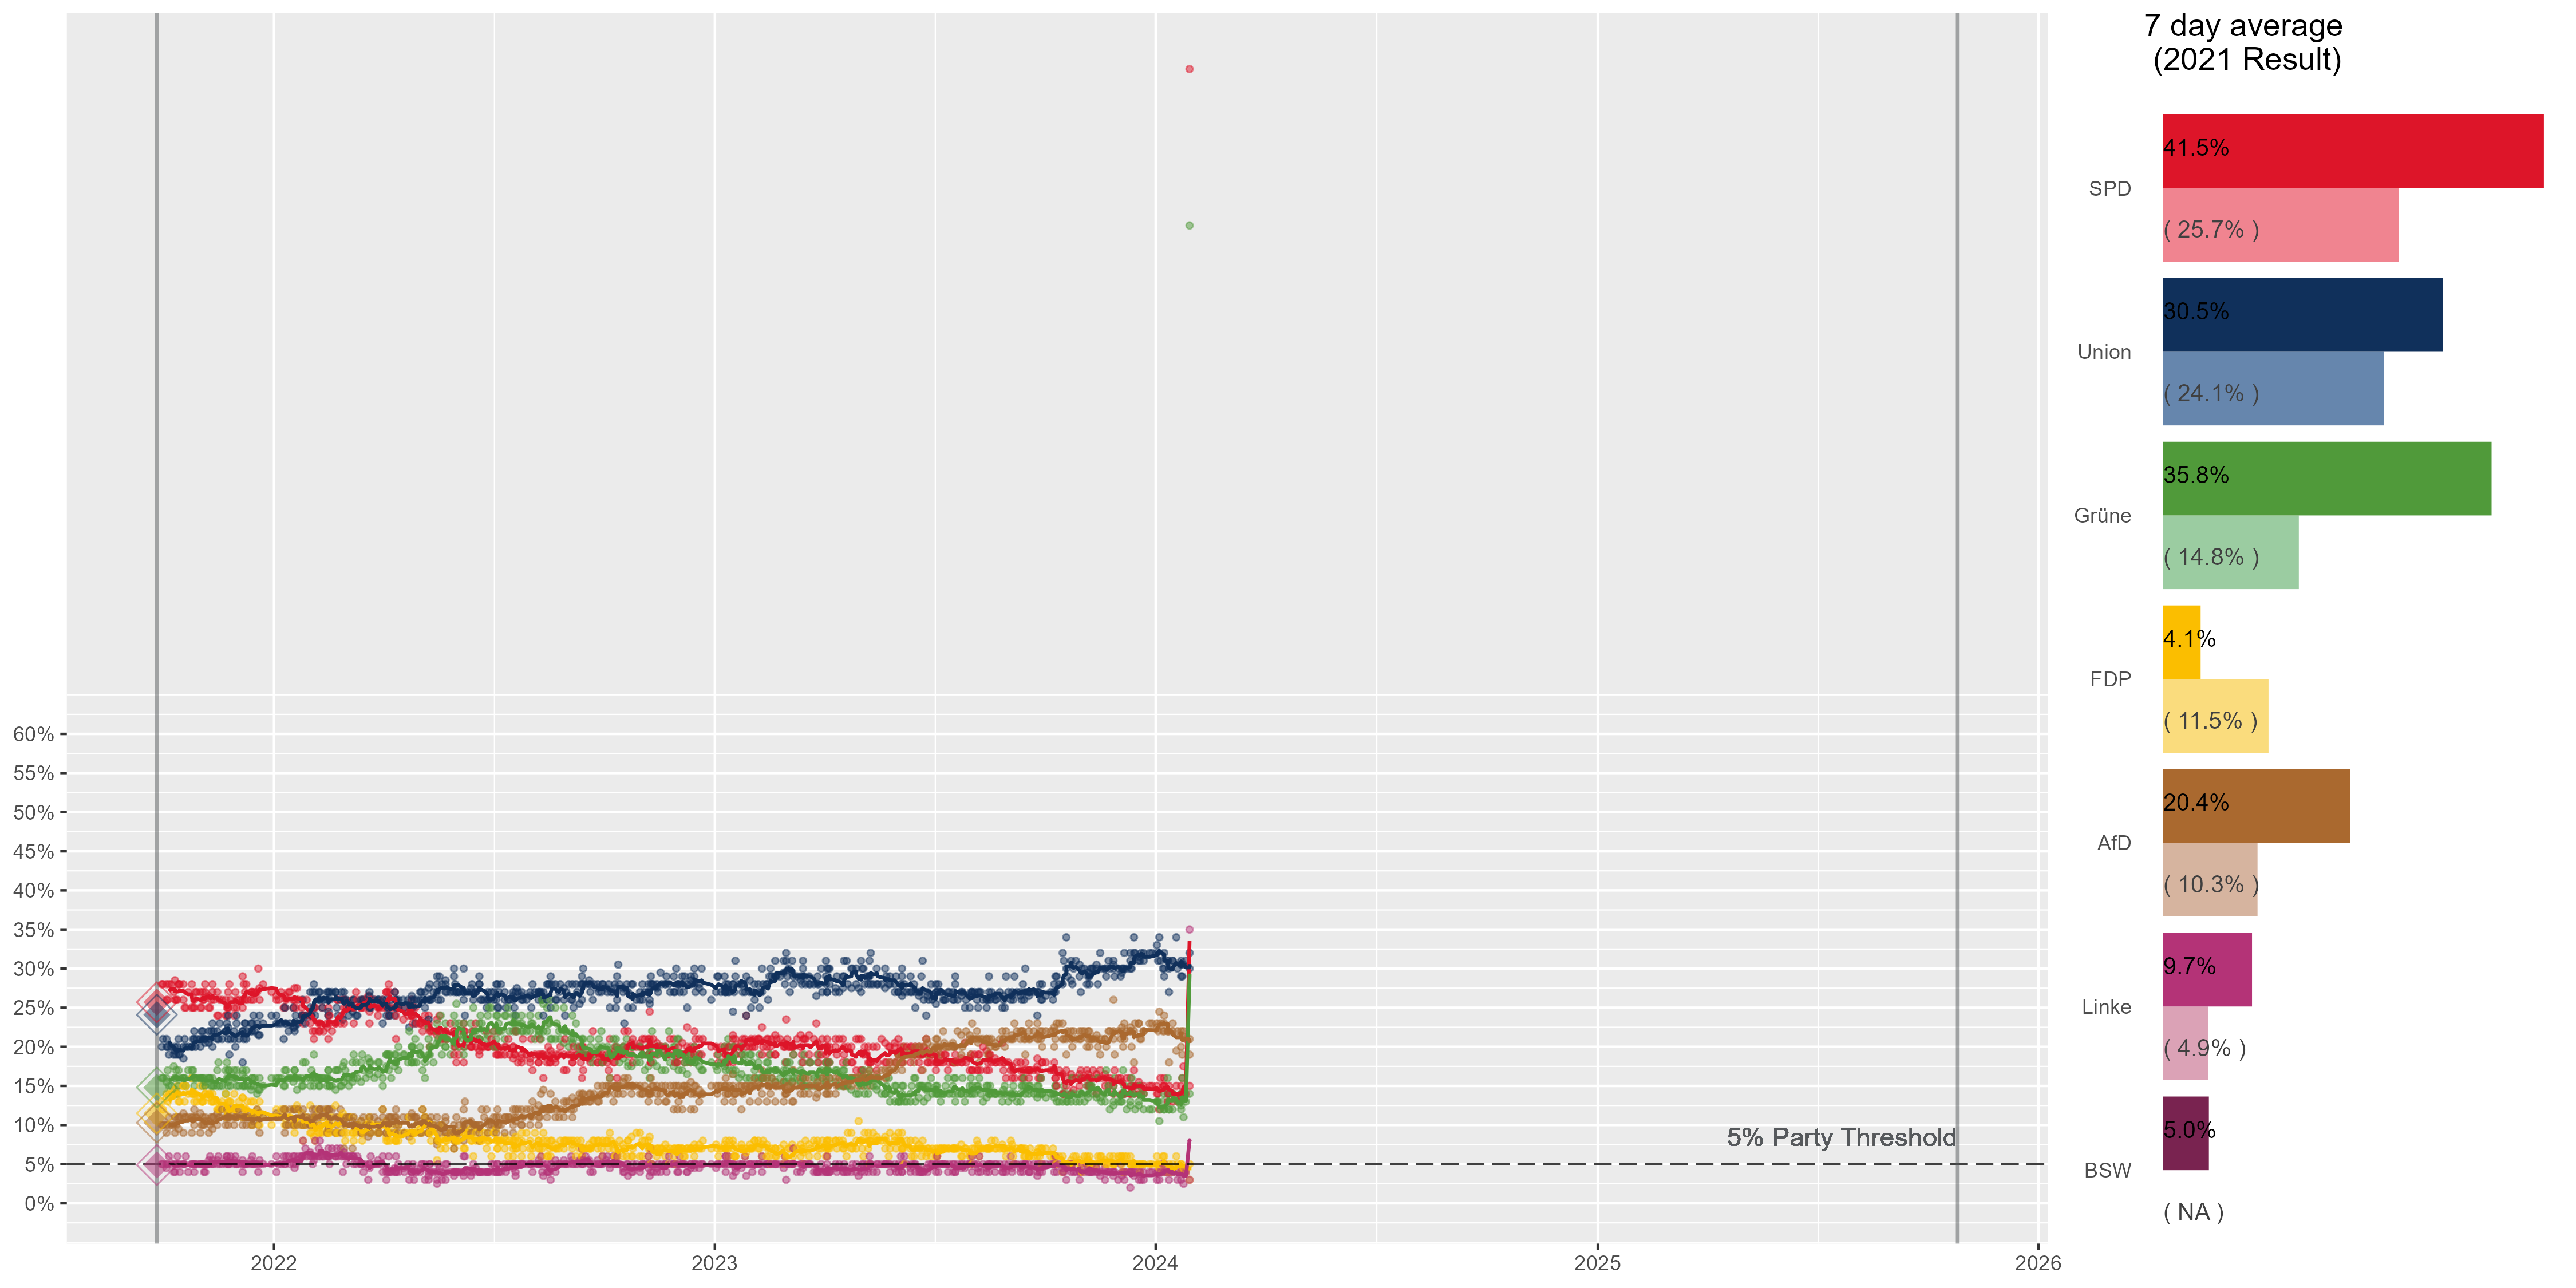 7 day average
(2021 Result)
41.5%
SPD
( 25.7% )
30.5%
Union
( 24.1% )
35.8%
Grüne
( 14.8% )
4.1%
FDP
( 11.5% )
20.4%
AfD
( 10.3% )
9.7%
Linke
( 4.9% )
5.0%
BSW
( NA )
60%
55%
50%
45%
40%
35%
30%
25%
20%
15%
10%
5%
0%
5% Party Threshold
2022
2023
2024
2025
2026